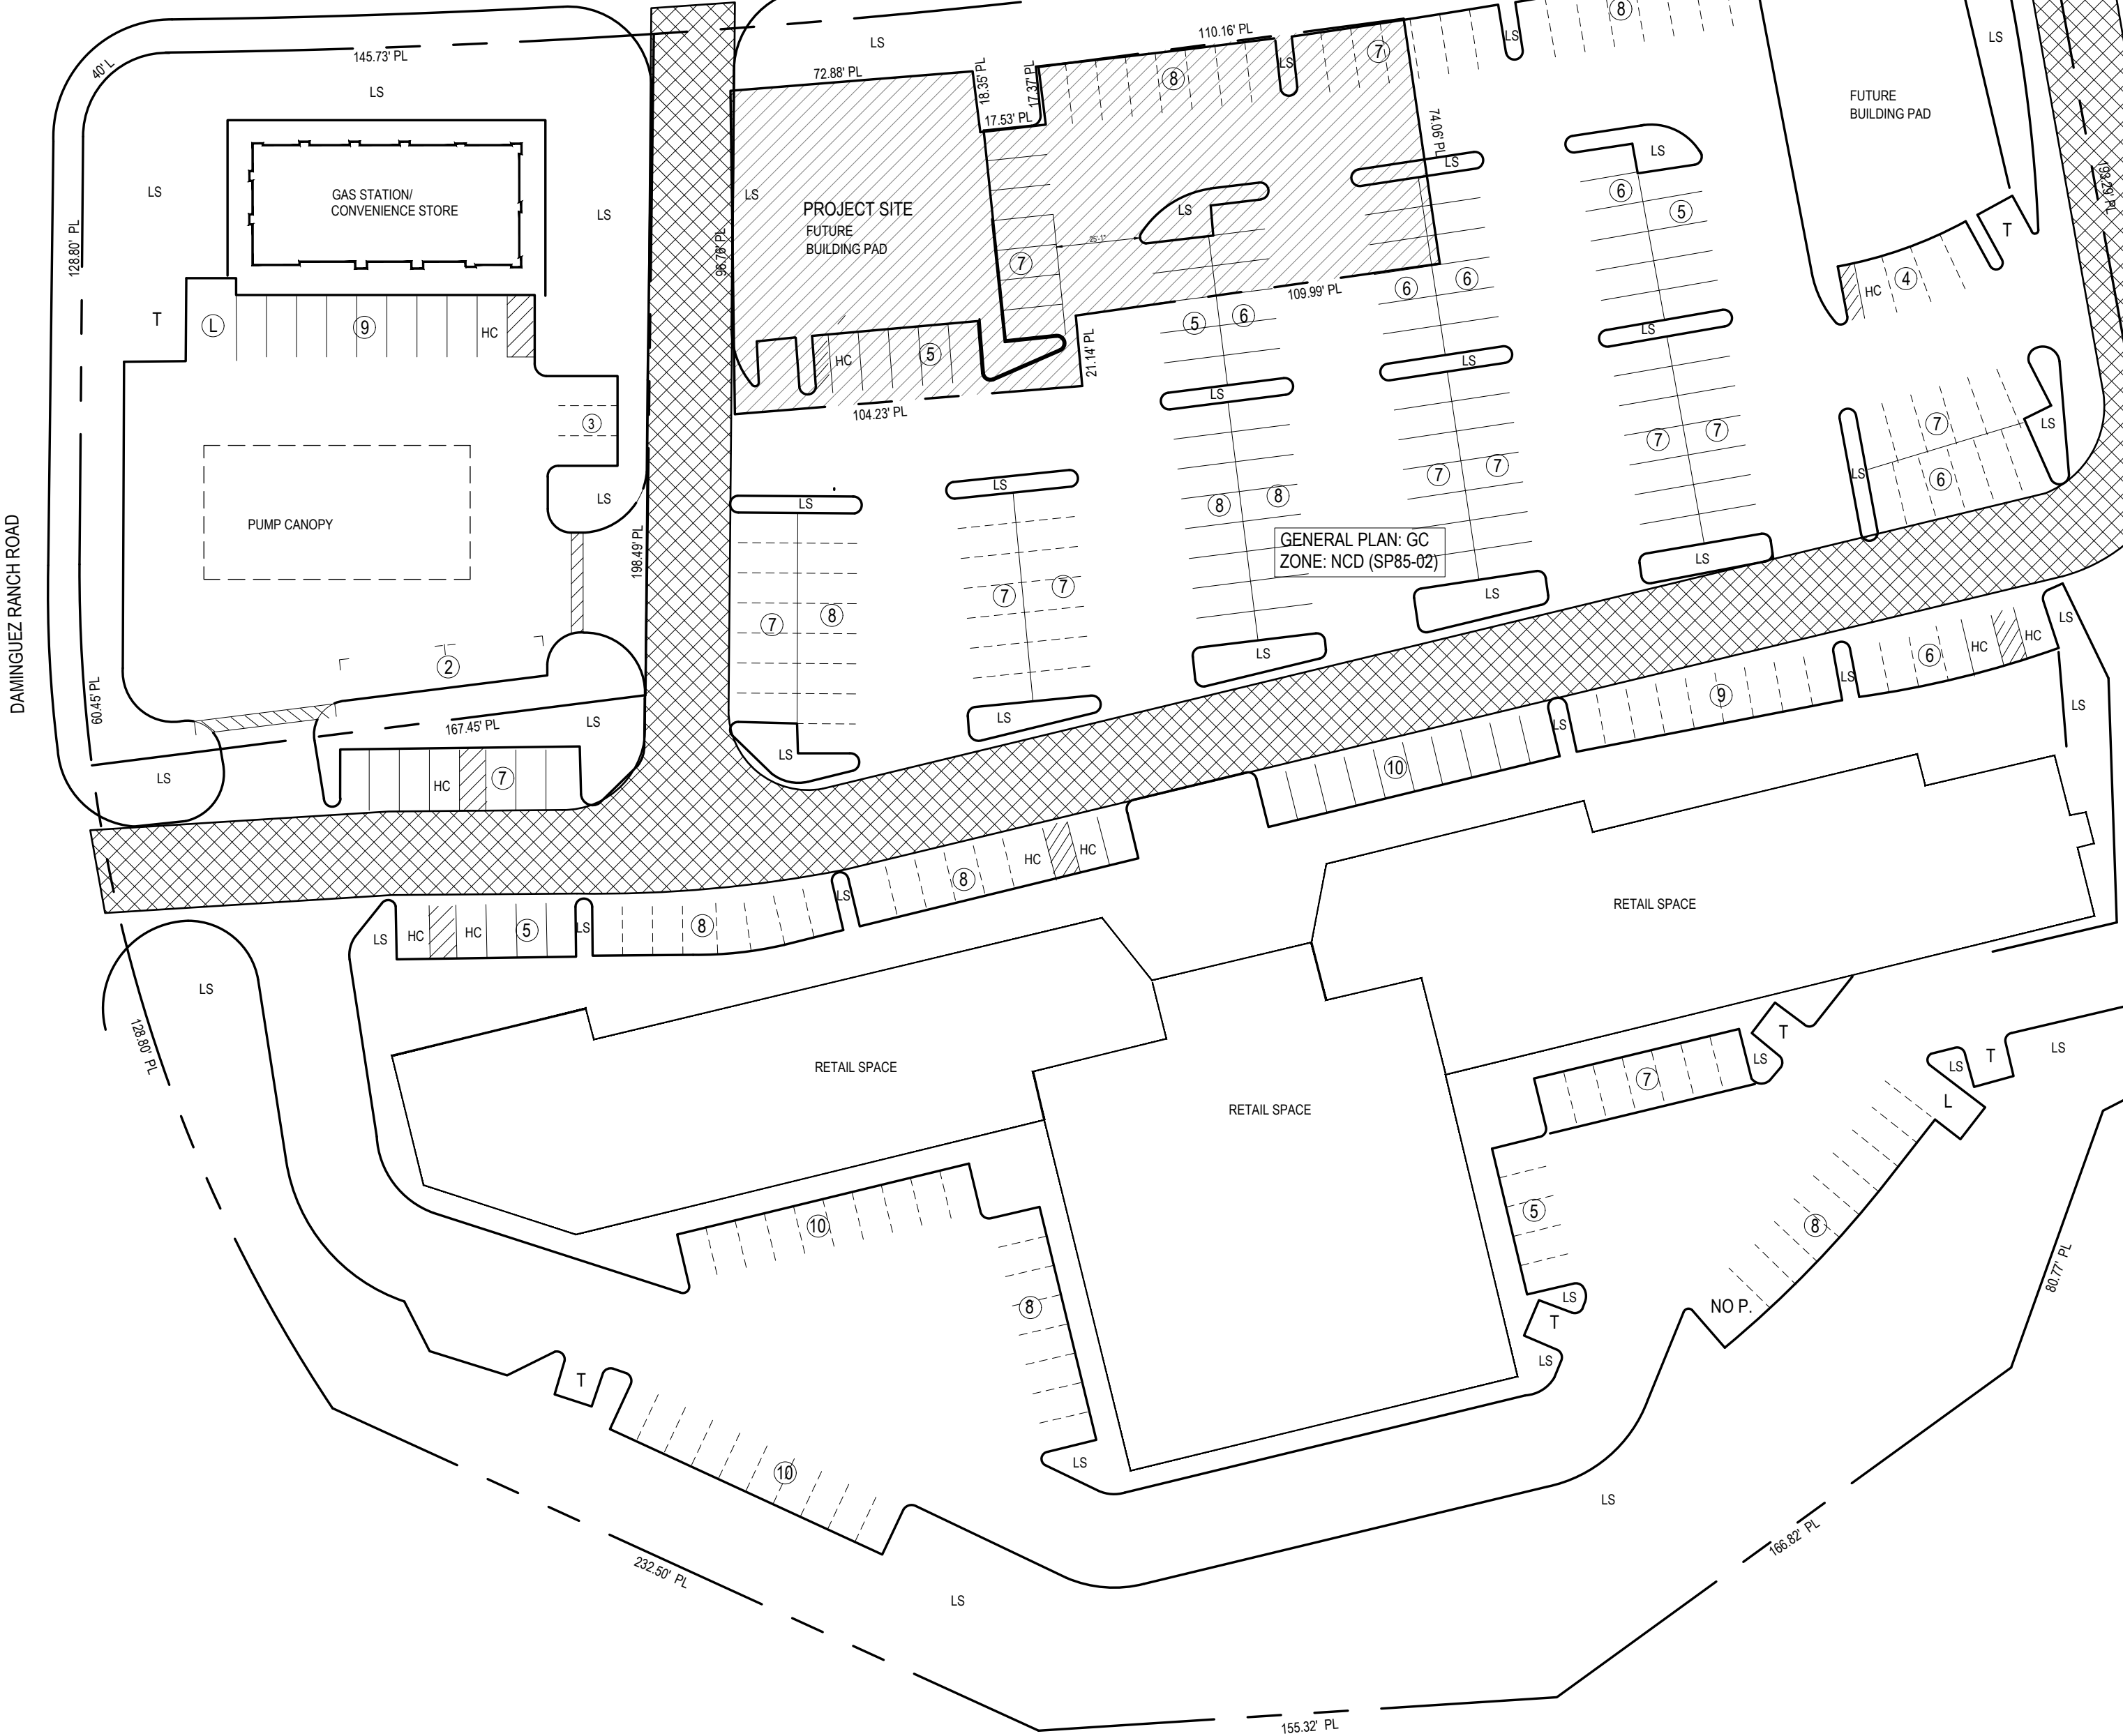 8
LS
110.16' PL
LS
LS
LS
7
145.73' PL
40' L
72.88' PL
18.35' PL
17.37' PL
8
LS
FUTURE
BUILDING PAD
17.53' PL
74.06' PL
LS
LS
LS
6
5
193.29' PL
GAS STATION/
CONVENIENCE STORE
LS
LS
PROJECT SITE
FUTURE
BUILDING PAD
LS
LS
T
128.80' PL
25'-1"
7
6
6
4
HC
109.99' PL
5
6
T
L
9
HC
HC
5
21.14' PL
LS
LS
LS
104.23' PL
3
LS
7
7
7
6
LS
LS
7
7
8
8
LS
LS
LS
PUMP CANOPY
DAMINGUEZ RANCH ROAD
198.49' PL
GENERAL PLAN: GC
ZONE: NCD (SP85-02)
LS
LS
LS
7
8
7
7
LS
LS
HC
HC
6
LS
LS
9
2
60.45' PL
167.45' PL
LS
LS
LS
LS
LS
HC
7
10
HC
HC
8
LS
RETAIL SPACE
LS
HC
HC
5
LS
8
LS
128.80' PL
RETAIL SPACE
RETAIL SPACE
T
LS
7
T
LS
LS
L
10
8
5
8
80.77' PL
LS
T
LS
NO P.
T
10
LS
LS
232.50' PL
LS
166.82' PL
155.32' PL